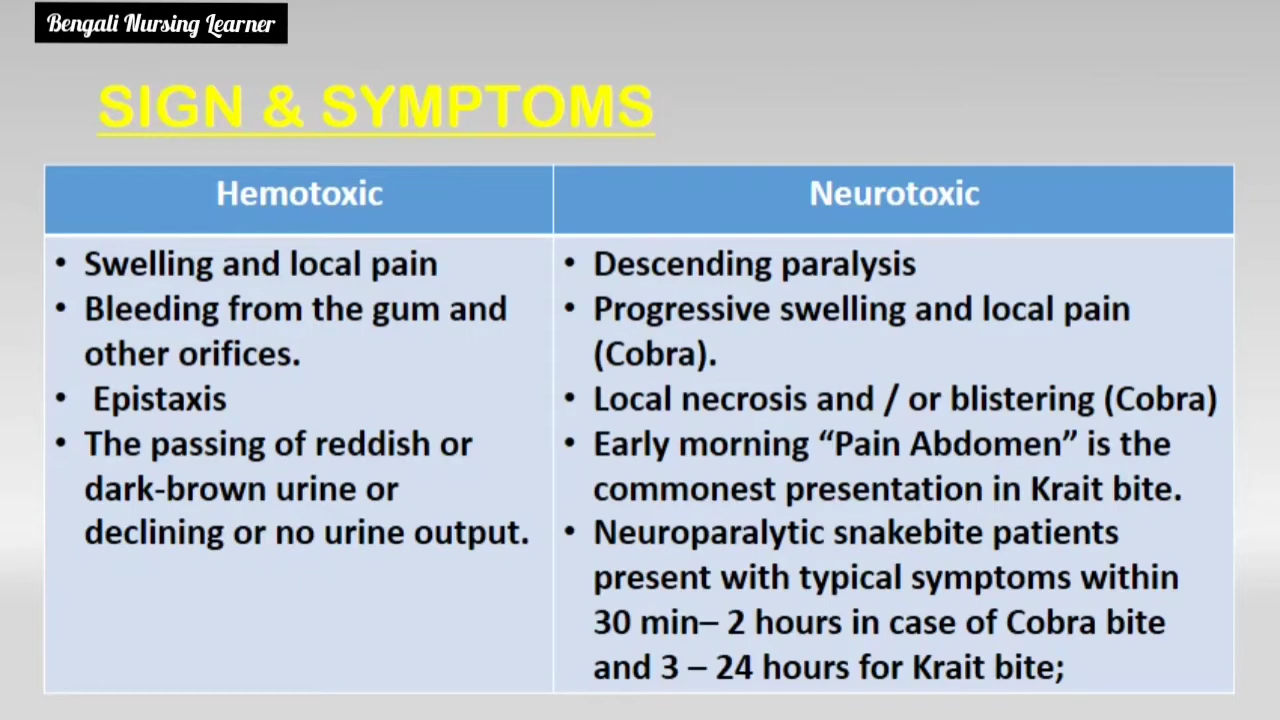 Bengali Nursing Learner
SIGN & SYMPTOMS
Hemotoxic
• Swelling and local pain
• Bleeding from the gum and
other orifices.
• Epistaxis
• The passing of reddish or
dark-brown urine or
declining or no urine output.
Neurotoxic
• Descending paralysis
• Progressive swelling and local pain
(Cobra).
• Local necrosis and / or blistering (Cobra)
• Early morning “Pain Abdomen” is the
commonest presentation in Krait bite.
• Neuroparalytic snakebite patients
present with typical symptoms within
30 min– 2 hours in case of Cobra bite
and 3 – 24 hours for Krait bite;